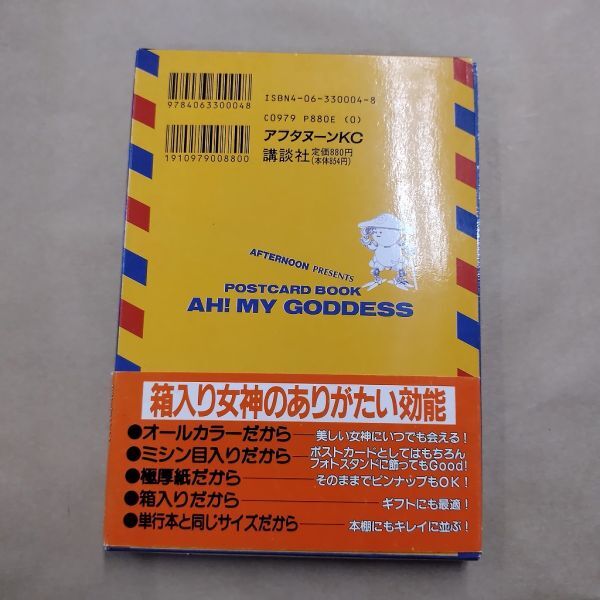 9784063300048
ISBN4-06-330004-8
C0979 P880E (0)
アフタヌーンKC
講談社 定価880円
(本体854円)
1910979008800
AFTERNOON PRESENTS
POSTCARD BOOK
AH! MY GODDESS
箱入り女神のありがたい効能
●オールカラーだから――美しい女神にいつでも会える!
●ミシン目入りだから――ポストカードとしてはもちろん
フォトスタンドに飾ってもGood!
●極厚紙だから――そのままでピンナップもOK!
●箱入りだから――ギフトにも最適!
●単行本と同じサイズだから――本棚にもキレイに並ぶ!